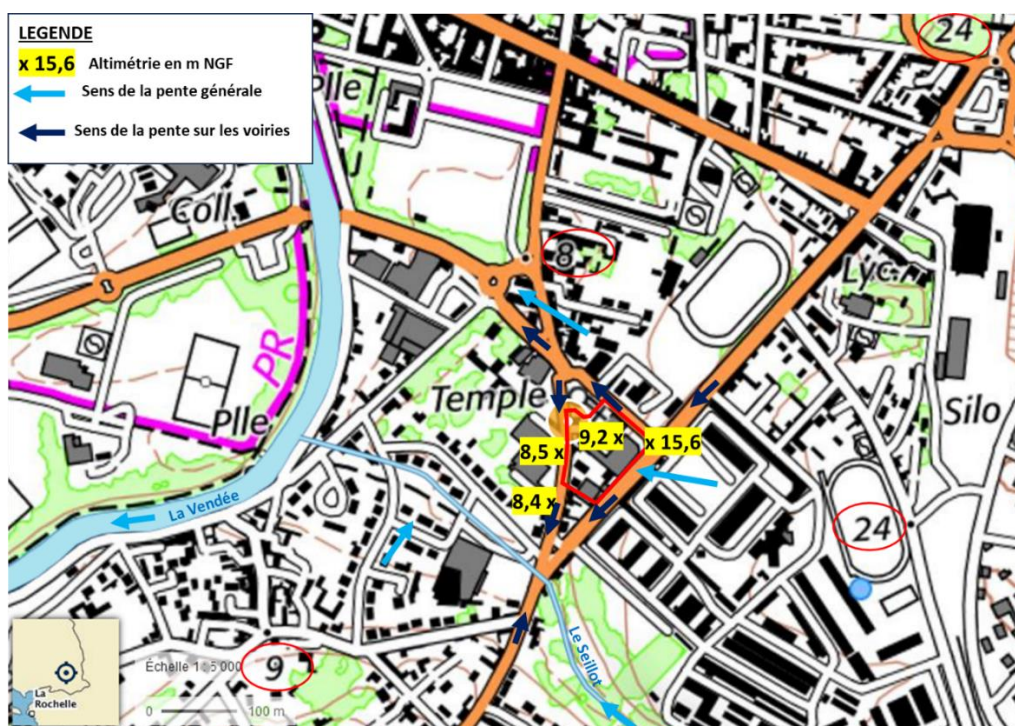 LEGENDE
x 15,6 Altimétrie en m NGF
Sens de la pente générale
Sens de la pente sur les voiries
24
Plle
Coll.
8
Lyc.
PR
Temple
9,2 x
x 15,6
8,5 x
Silo
Plle
8,4 x
24
La Vendée
Le Seillot
9
Échelle 1 : 5 000
La
Rochelle
0 100 m